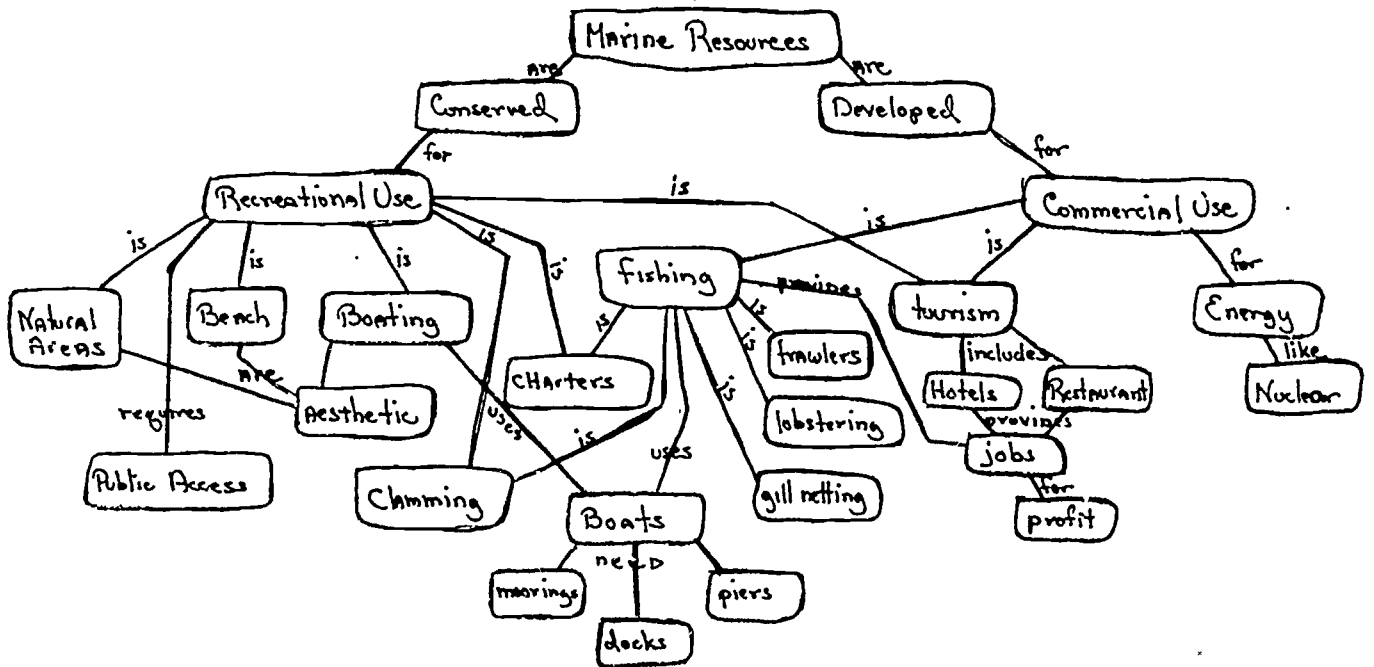 Marine Resources
Are
Are
Conserved
Developed
for
for
Recreational Use
is
Commercial Use
is
is
is
is
is
is
is
for
Fishing
provines
Natural
Areas
Bench
Boating
tourism
Energy
is
is
is
trawlers
includes
like
CHarters
is
Are
Aesthetic
Hotels
Restaurant
Nuclear
requires
uses
is
lobstering
provines
uses
jobs
Public Access
Clamming
gill netting
for
Boats
profit
neeD
moorings
piers
docks